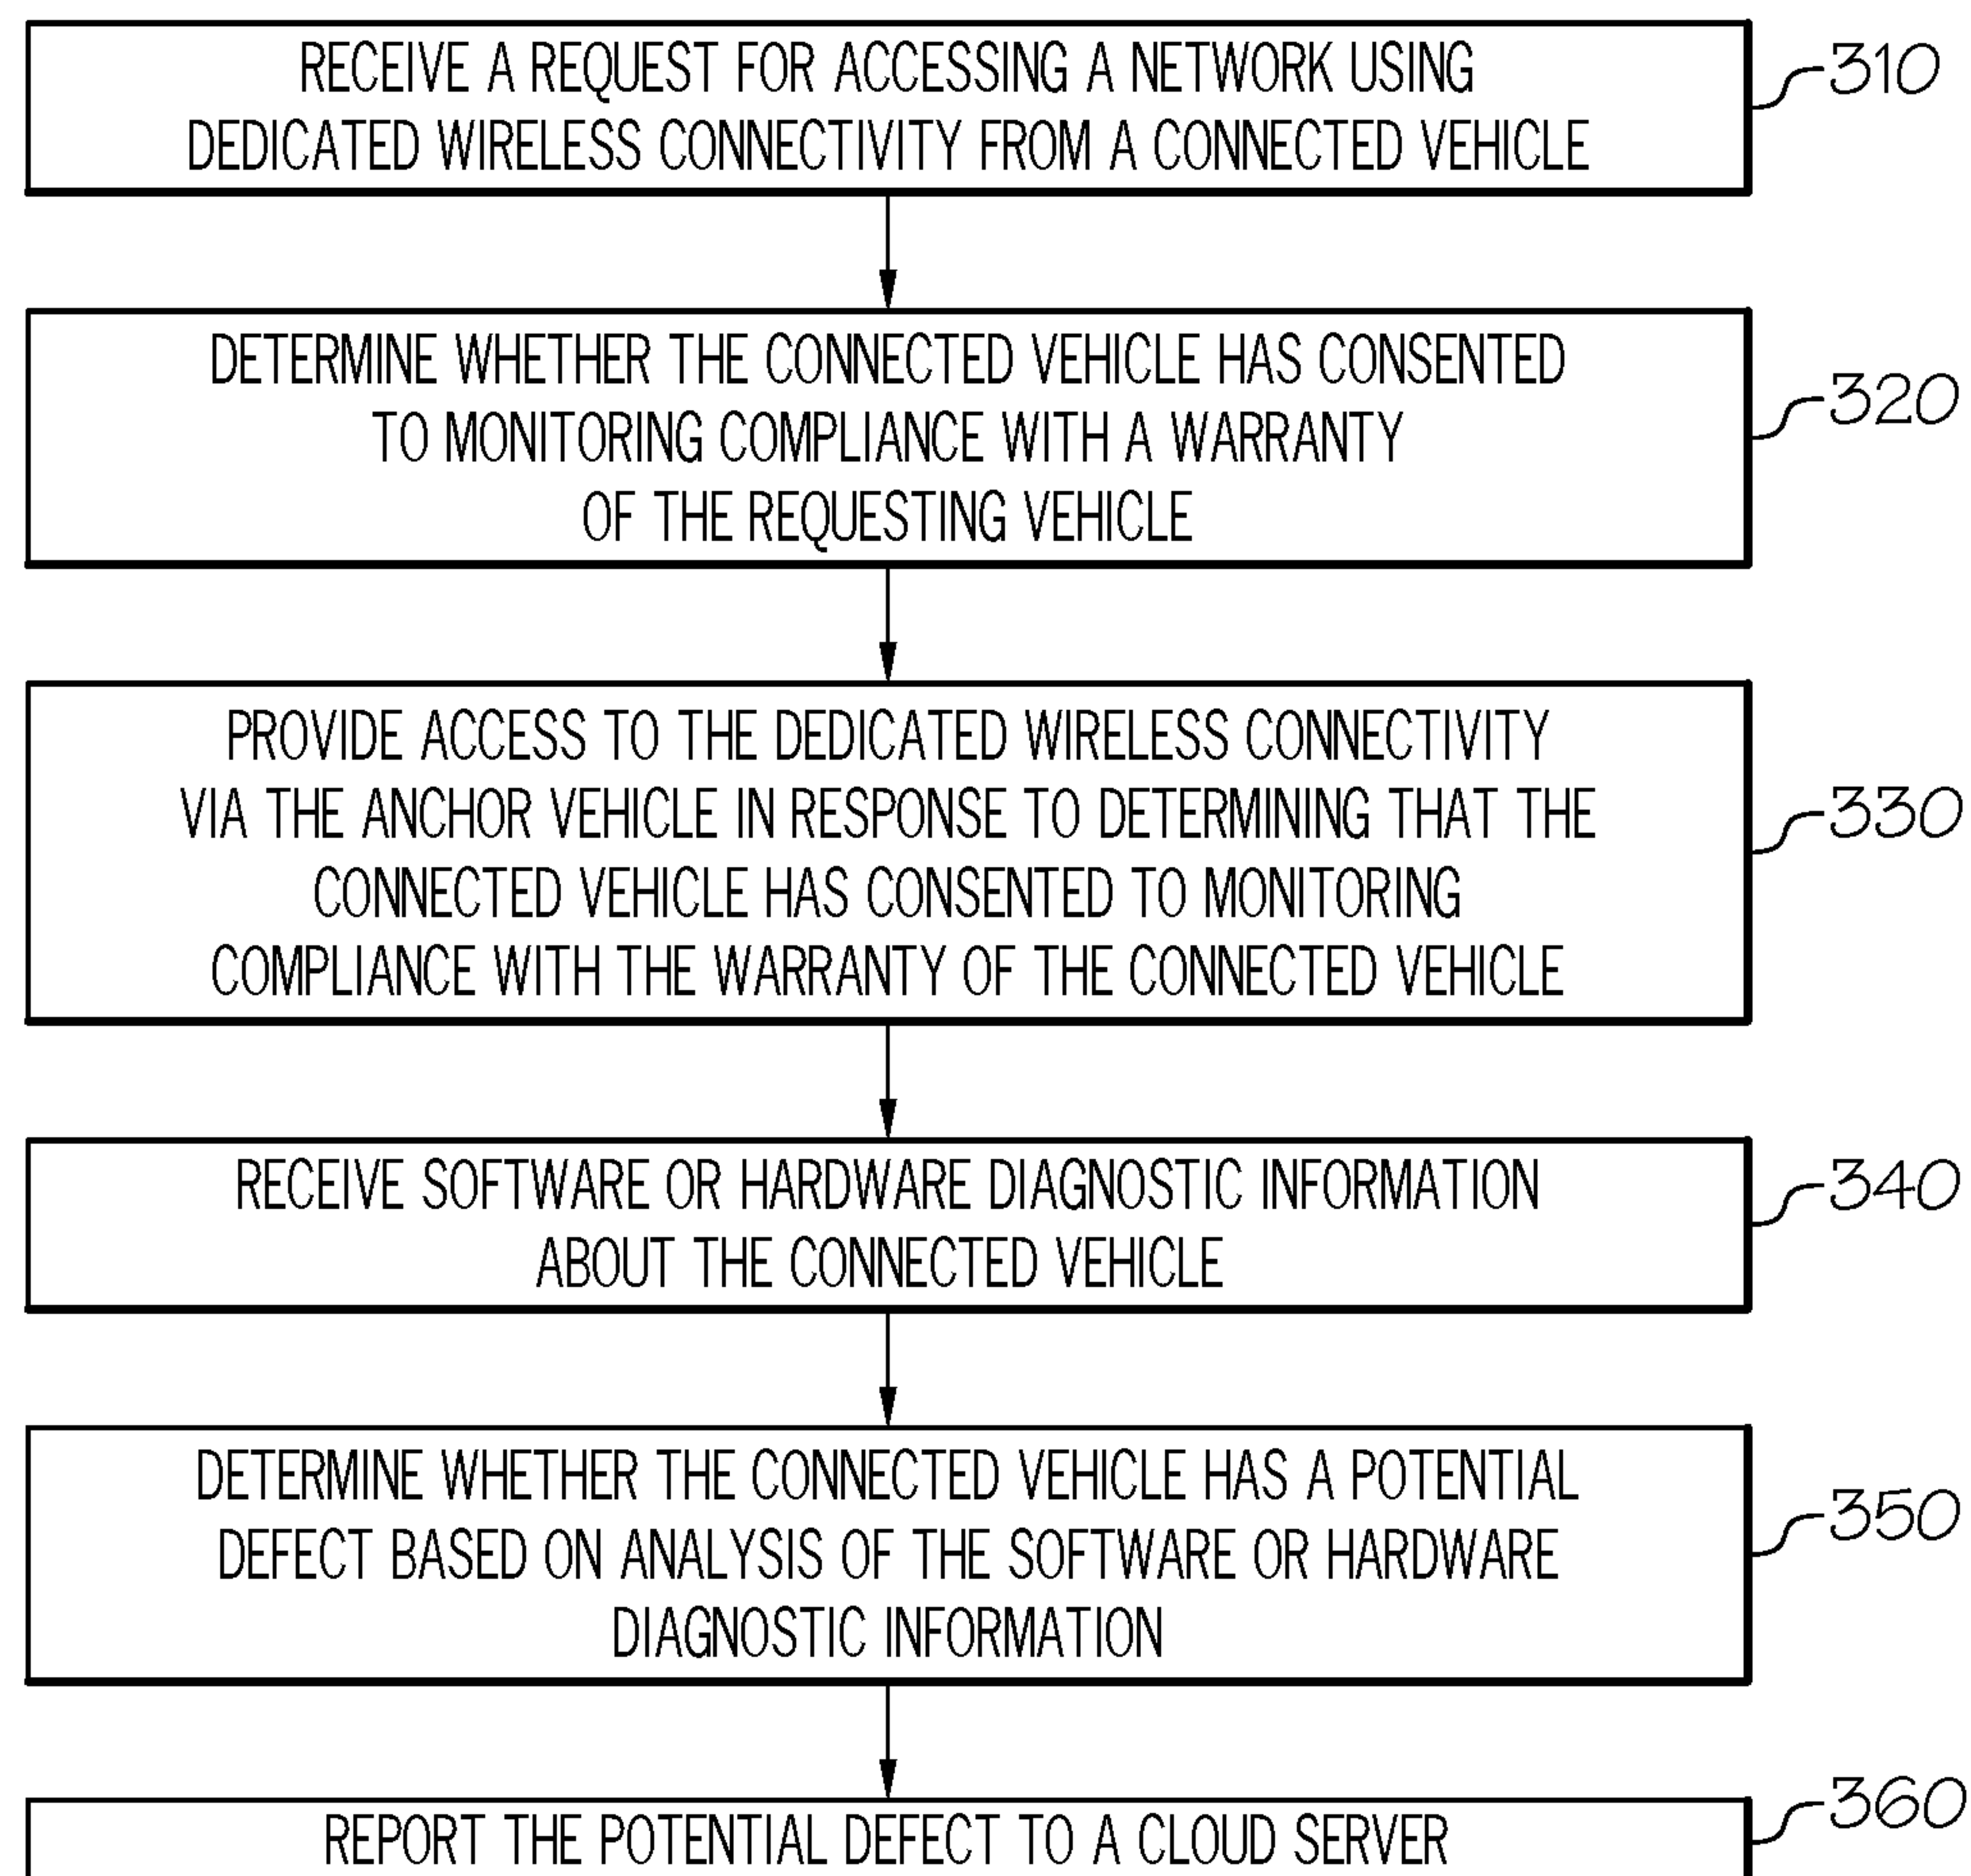 RECEIVE A REQUEST FOR ACCESSING A NETWORK USING
DEDICATED WIRELESS CONNECTIVITY FROM A CONNECTED VEHICLE
310
DETERMINE WHETHER THE CONNECTED VEHICLE HAS CONSENTED
TO MONITORING COMPLIANCE WITH A WARRANTY
OF THE REQUESTING VEHICLE
320
PROVIDE ACCESS TO THE DEDICATED WIRELESS CONNECTIVITY
VIA THE ANCHOR VEHICLE IN RESPONSE TO DETERMINING THAT THE
CONNECTED VEHICLE HAS CONSENTED TO MONITORING
COMPLIANCE WITH THE WARRANTY OF THE CONNECTED VEHICLE
330
RECEIVE SOFTWARE OR HARDWARE DIAGNOSTIC INFORMATION
ABOUT THE CONNECTED VEHICLE
340
DETERMINE WHETHER THE CONNECTED VEHICLE HAS A POTENTIAL
DEFECT BASED ON ANALYSIS OF THE SOFTWARE OR HARDWARE
DIAGNOSTIC INFORMATION
350
REPORT THE POTENTIAL DEFECT TO A CLOUD SERVER
360